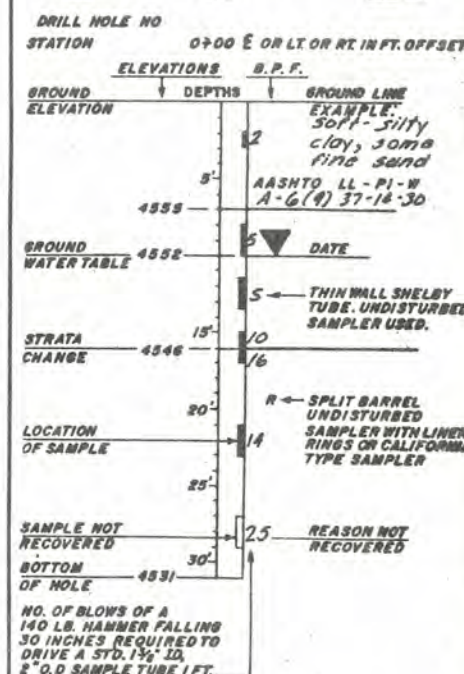 DRILL HOLE NO
STATION 0+00 ℄ OR LT. OR RT. IN FT. OFFSET
ELEVATIONS B.P.F.
GROUND ELEVATION
DEPTHS
GROUND LINE
EXAMPLE:
Soft- silty
clay, some
fine sand
2
5'
AASHTO LL - PI - W
A-6(9) 37-14-30
4555
6
GROUND
WATER TABLE
4552
DATE
S
THIN WALL SHELBY
TUBE. UNDISTURBED
SAMPLER USED.
15'
10
STRATA
CHANGE
4546
16
20'
R
SPLIT BARREL
UNDISTURBED
SAMPLER WITH LINER
RINGS OR CALIFORNIA
TYPE SAMPLER
LOCATION
OF SAMPLE
14
25'
SAMPLE NOT
RECOVERED
25
REASON NOT
RECOVERED
30'
BOTTOM
OF HOLE
4531
NO. OF BLOWS OF A
140 LB. HAMMER FALLING
30 INCHES REQUIRED TO
DRIVE A STD. 1⅜" ID,
2" O.D SAMPLE TUBE 1 FT.